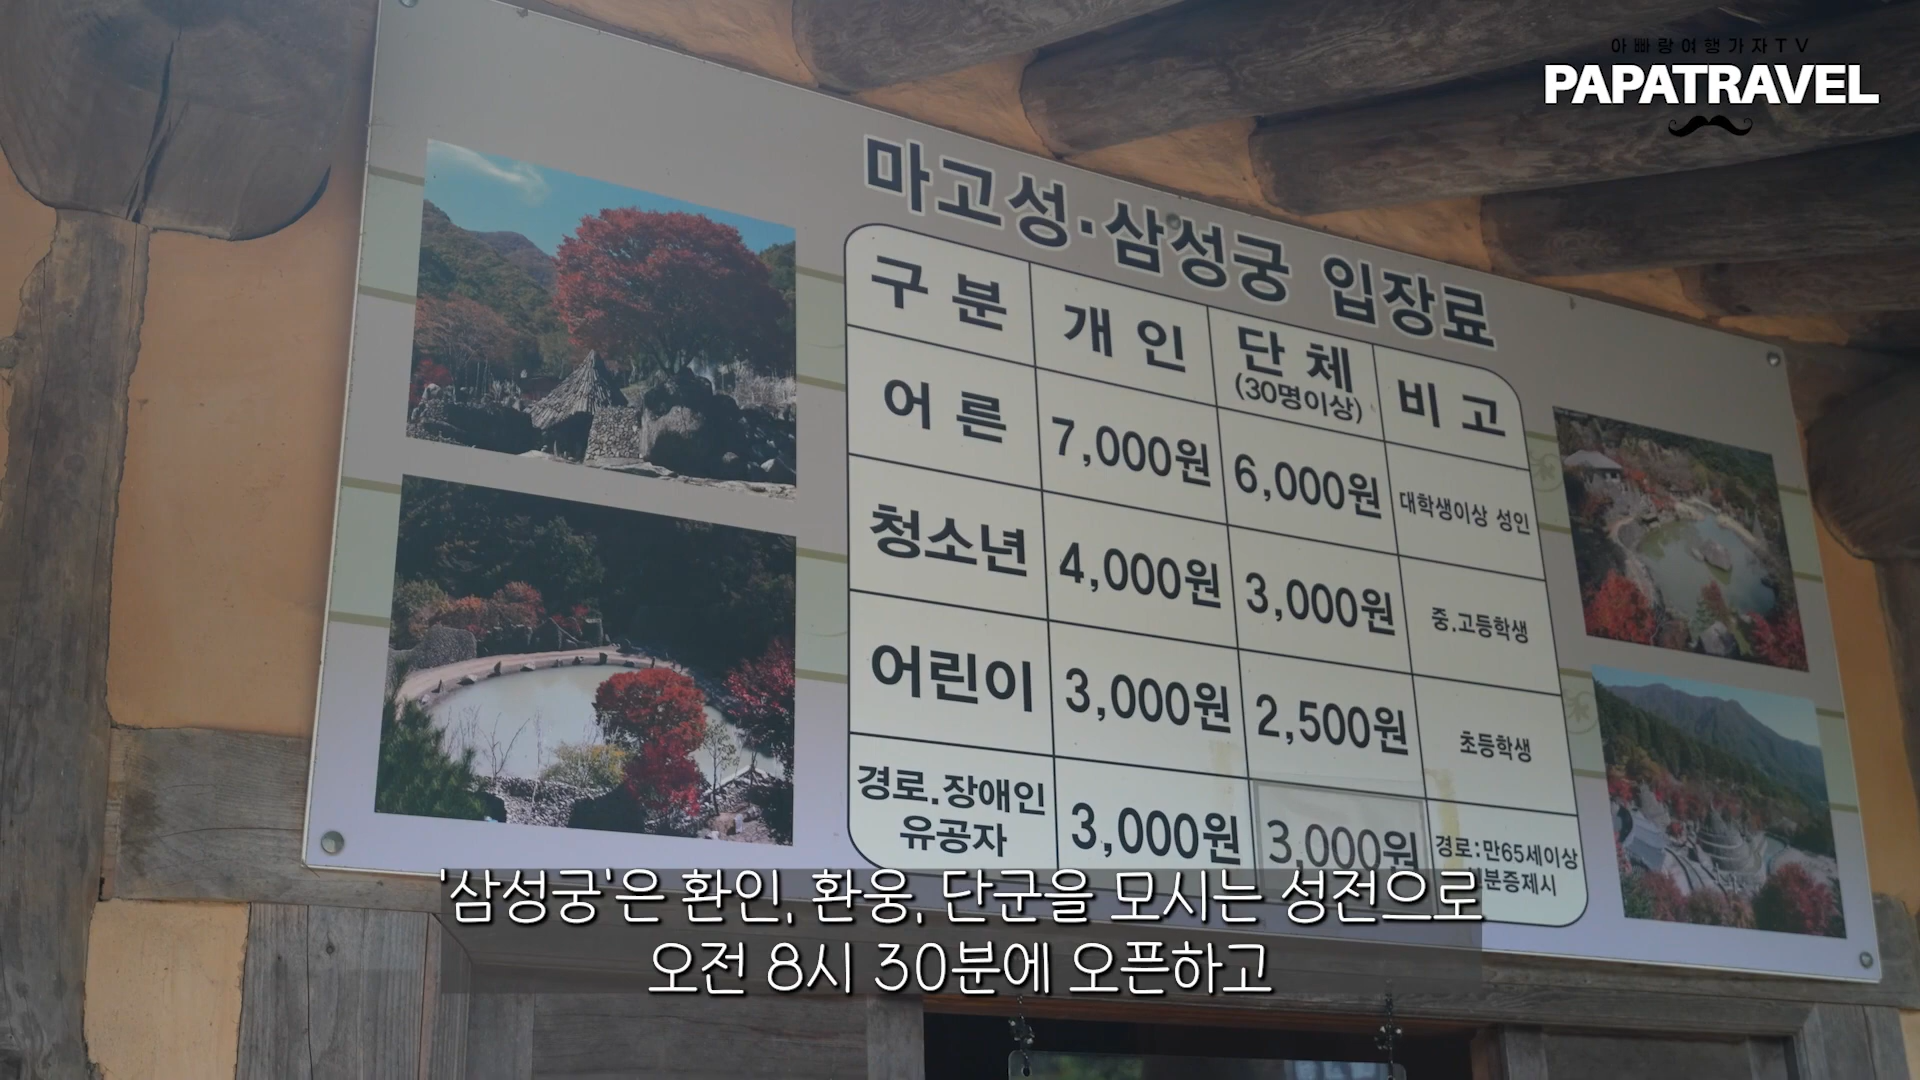 아빠랑여행가자TV
PAPATRAVEL
마고성·삼성궁 입장료
구분 개인 단체 (30명이상) 비고
어른 7,000원 6,000원 대학생이상 성인
청소년 4,000원 3,000원 중.고등학생
어린이 3,000원 2,500원 초등학생
경로.장애인 유공자 3,000원 3,000원 경로:만65세이상
'삼성궁'은 환인, 환웅, 단군을 모시는 성전으로
오전 8시 30분에 오픈하고